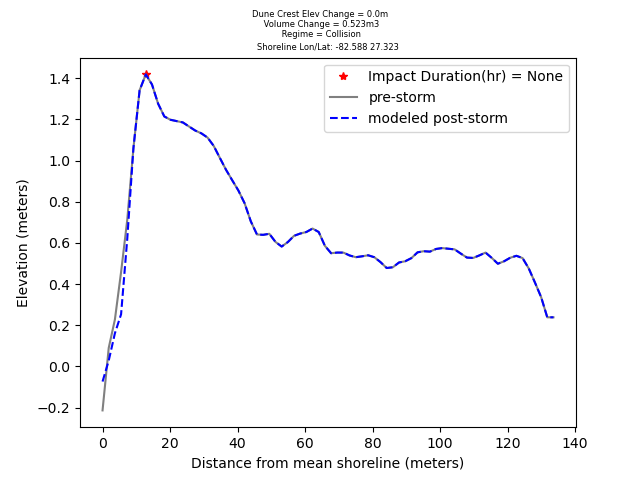 Dune Crest Elev Change = 0.0m
Volume Change = 0.523m3
Regime = Collision
Shoreline Lon/Lat: -82.588 27.323
Impact Duration(hr) = None
pre-storm
modeled post-storm
Elevation (meters)
1.4
1.2
1.0
0.8
0.6
0.4
0.2
0.0
−0.2
0 20 40 60 80 100 120 140
Distance from mean shoreline (meters)